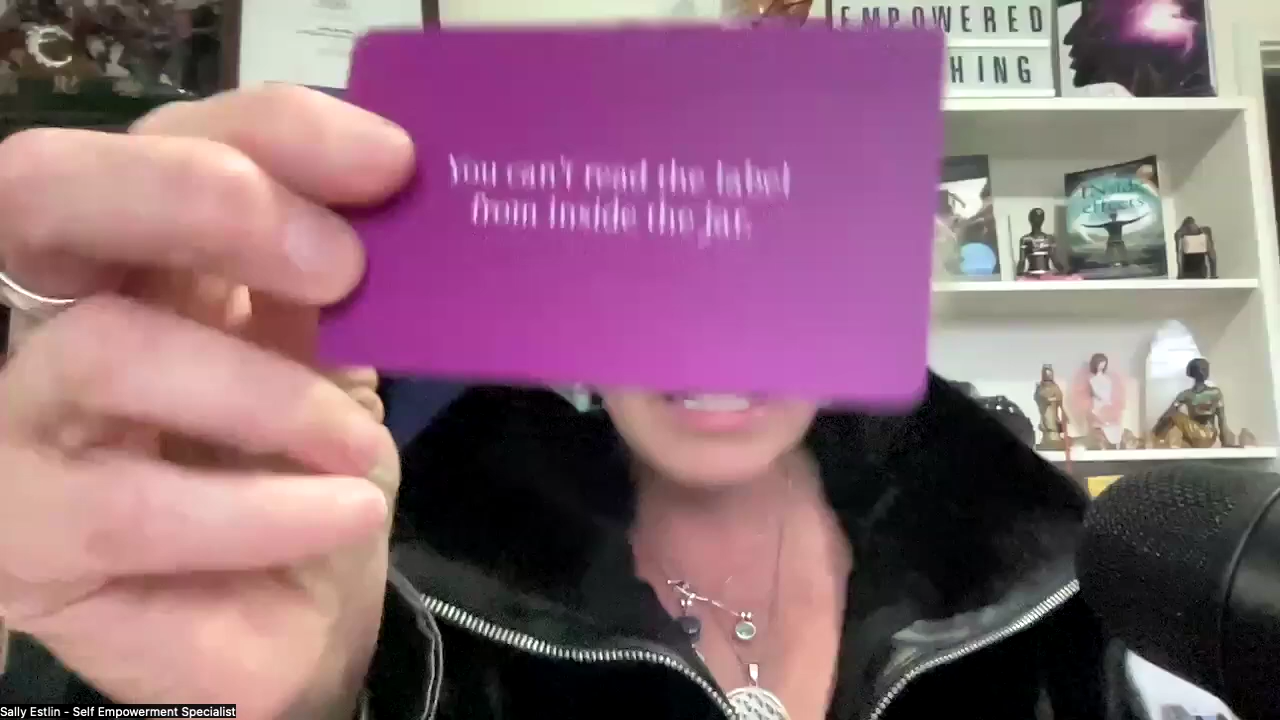 EMPOWERED
HING
You can't read the label
from inside the jar.
Sally Estlin - Self Empowerment Specialist